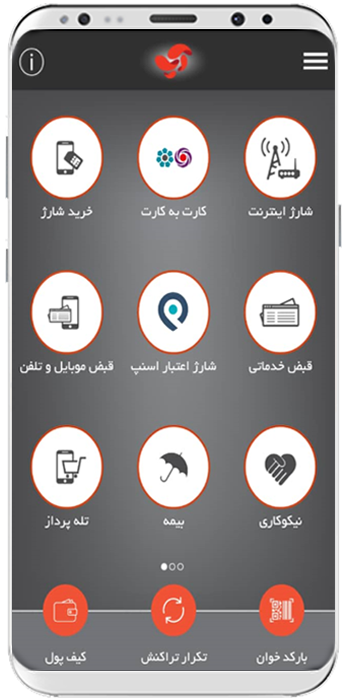 شارژ اینترنت
کارت به کارت
خرید شارژ
قبض خدماتی
شارژ اعتبار اسنپ
قبض موبایل و تلفن
نیکوکاری
بیمه
تله پرداز
بارکد خوان
تکرار تراکنش
کیف پول